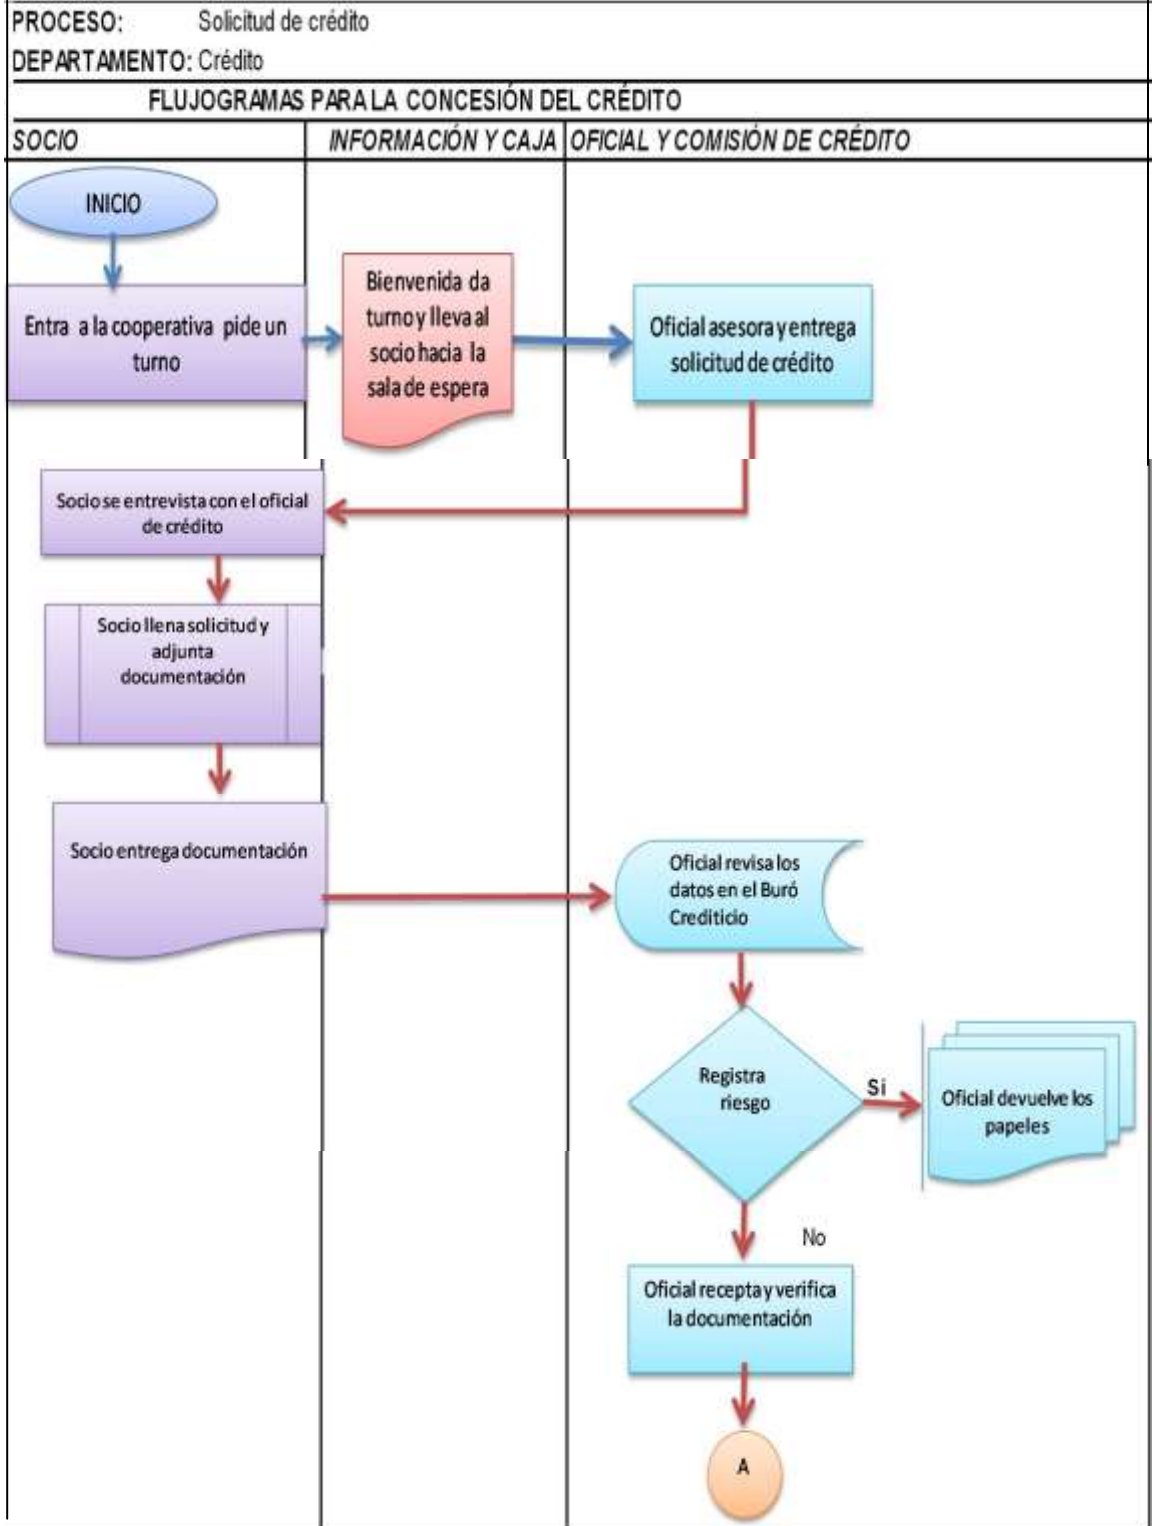 PROCESO: Solicitud de crédito
DEPARTAMENTO: Crédito
FLUJOGRAMAS PARA LA CONCESIÓN DEL CRÉDITO
SOCIO
INFORMACIÓN Y CAJA
OFICIAL Y COMISIÓN DE CRÉDITO
INICIO
Entra a la cooperativa pide un
turno
Bienvenida da
turno y lleva al
socio hacia la
sala de espera
Oficial asesora y entrega
solicitud de crédito
Socio se entrevista con el oficial
de crédito
Socio llena solicitud y
adjunta
documentación
Socio entrega documentación
Oficial revisa los
datos en el Buró
Crediticio
Registra
riesgo
Si
Oficial devuelve los
papeles
No
Oficial recepta y verifica
la documentación
A